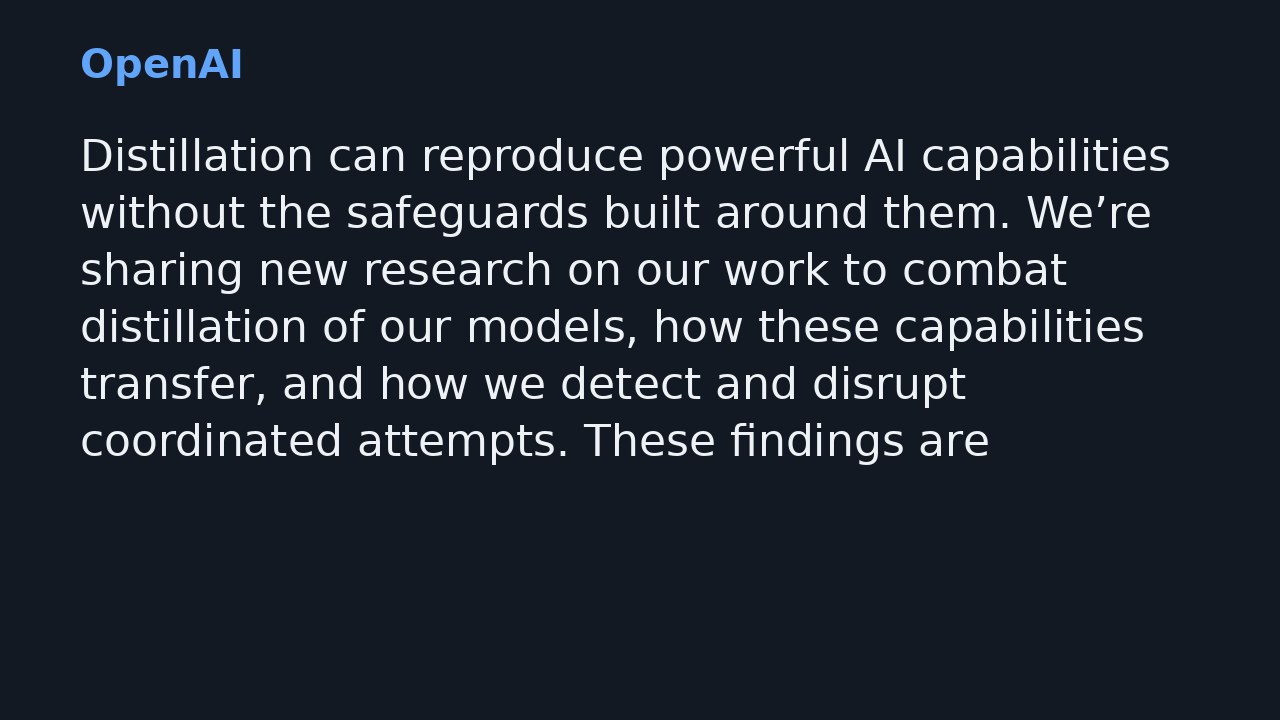 OpenAI
Distillation can reproduce powerful AI capabilities
without the safeguards built around them. We’re
sharing new research on our work to combat
distillation of our models, how these capabilities
transfer, and how we detect and disrupt
coordinated attempts. These findings are